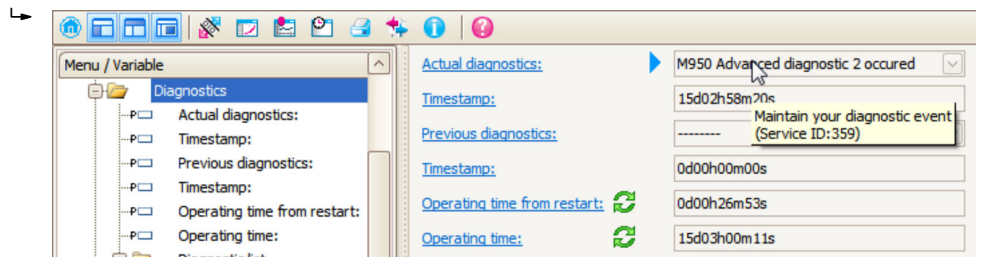 Menu / Variable
Diagnostics
Actual diagnostics:
Timestamp:
Previous diagnostics:
Timestamp:
Operating time from restart:
Operating time:
Actual diagnostics:
M950 Advanced diagnostic 2 occured
Timestamp:
15d02h58m20s
Maintain your diagnostic event
(Service ID:359)
Previous diagnostics:
--------
Timestamp:
0d00h00m00s
Operating time from restart:
0d00h26m53s
Operating time:
15d03h00m11s